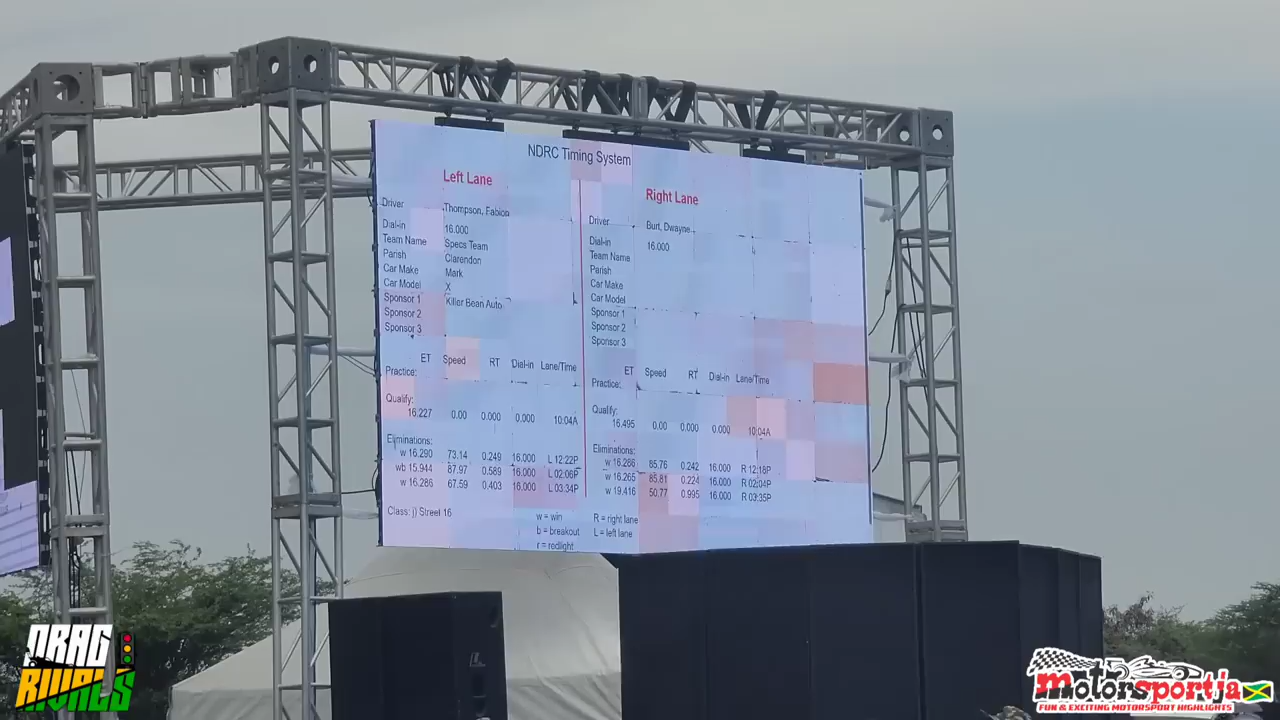 NDRC Timing System
Left Lane
Driver Thompson, Fabion
Dial-in 16.000
Team Name Specs Team
Parish Clarendon
Car Make Mark
Car Model X
Sponsor 1 Killer Bean Auto
Sponsor 2
Sponsor 3
ET Speed RT Dial-in Lane/Time
Practice:
Qualify:
16.227 0.00 0.000 0.000 10:04A
Eliminations:
w 16.290 73.14 0.249 16.000 L 12:22P
wb 15.944 87.97 0.589 16.000 L 02:06P
w 16.286 67.59 0.403 16.000 L 03:34P
Class: j) Street 16
Right Lane
Driver Burt, Dwayne
Dial-in 16.000
Team Name
Parish
Car Make
Car Model
Sponsor 1
Sponsor 2
Sponsor 3
ET Speed RT Dial-in Lane/Time
Practice:
Qualify:
16.495 0.00 0.000 0.000 10:04A
Eliminations:
w 16.266 85.76 0.242 16.000 R 12:18P
w 16.265 85.81 0.224 16.000 R 02:04P
w 19.416 50.77 0.995 16.000 R 03:35P
w = win R = right lane
b = breakout L = left lane
r = redlight
DRAG
RIVALS
motorsportja
FUN & EXCITING MOTORSPORT HIGHLIGHTS